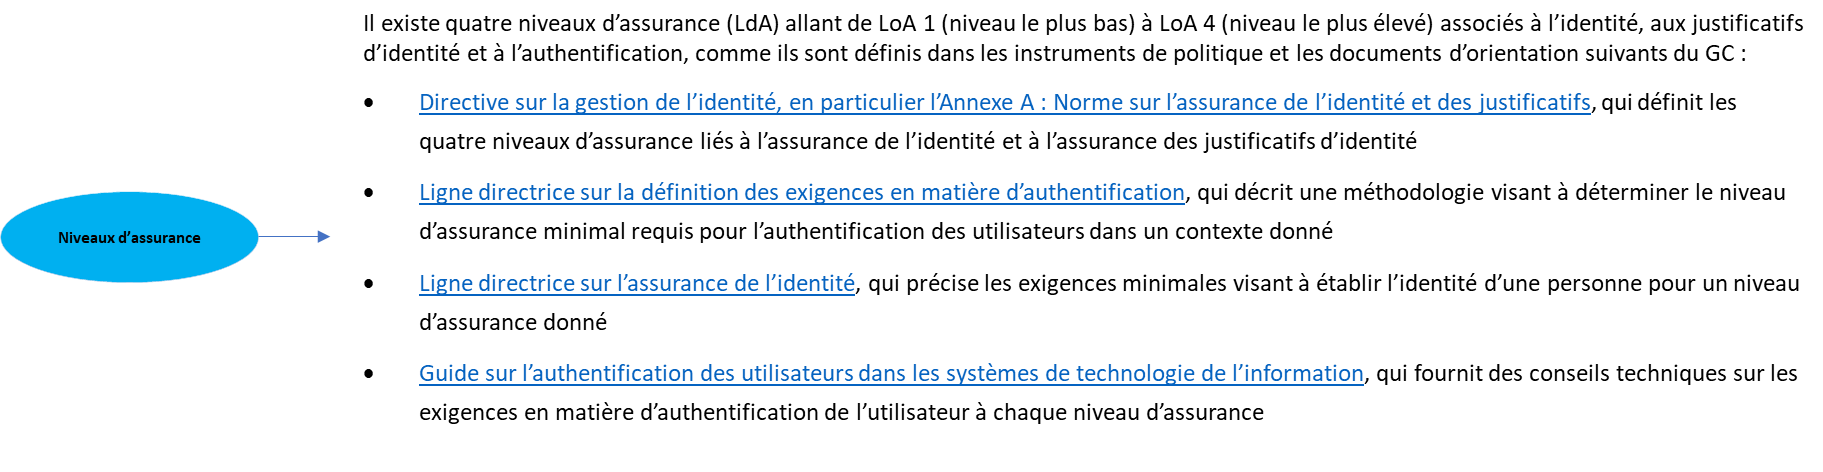 Il existe quatre niveaux d’assurance (LdA) allant de LoA 1 (niveau le plus bas) à LoA 4 (niveau le plus élevé) associés à l’identité, aux justificatifs
d’identité et à l’authentification, comme ils sont définis dans les instruments de politique et les documents d’orientation suivants du GC :
• Directive sur la gestion de l’identité, en particulier l’Annexe A : Norme sur l’assurance de l’identité et des justificatifs, qui définit les
quatre niveaux d’assurance liés à l’assurance de l’identité et à l’assurance des justificatifs d’identité
• Ligne directrice sur la définition des exigences en matière d’authentification, qui décrit une méthodologie visant à déterminer le niveau
d’assurance minimal requis pour l’authentification des utilisateurs dans un contexte donné
Niveaux d’assurance
• Ligne directrice sur l’assurance de l’identité, qui précise les exigences minimales visant à établir l’identité d’une personne pour un niveau
d’assurance donné
• Guide sur l’authentification des utilisateurs dans les systèmes de technologie de l’information, qui fournit des conseils techniques sur les
exigences en matière d’authentification de l’utilisateur à chaque niveau d’assurance